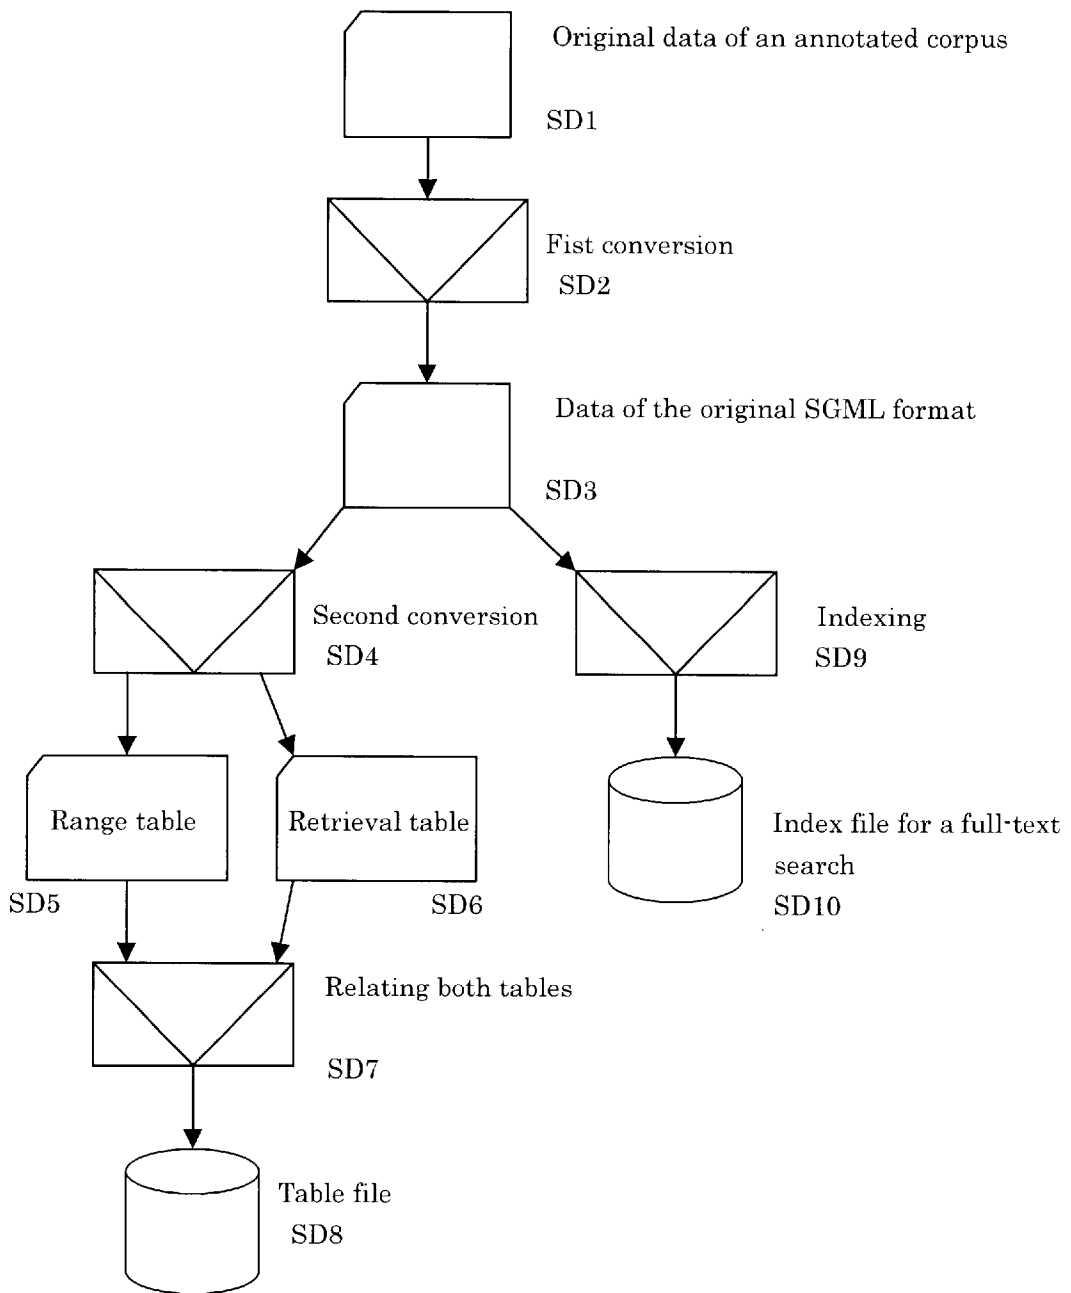 Original data of an annotated corpus
SD1
Fist conversion
SD2
Data of the original SGML format
SD3
Second conversion
SD4
Indexing
SD9
Range table
Retrieval table
SD5
SD6
Index file for a full-text
search
SD10
Relating both tables
SD7
Table file
SD8